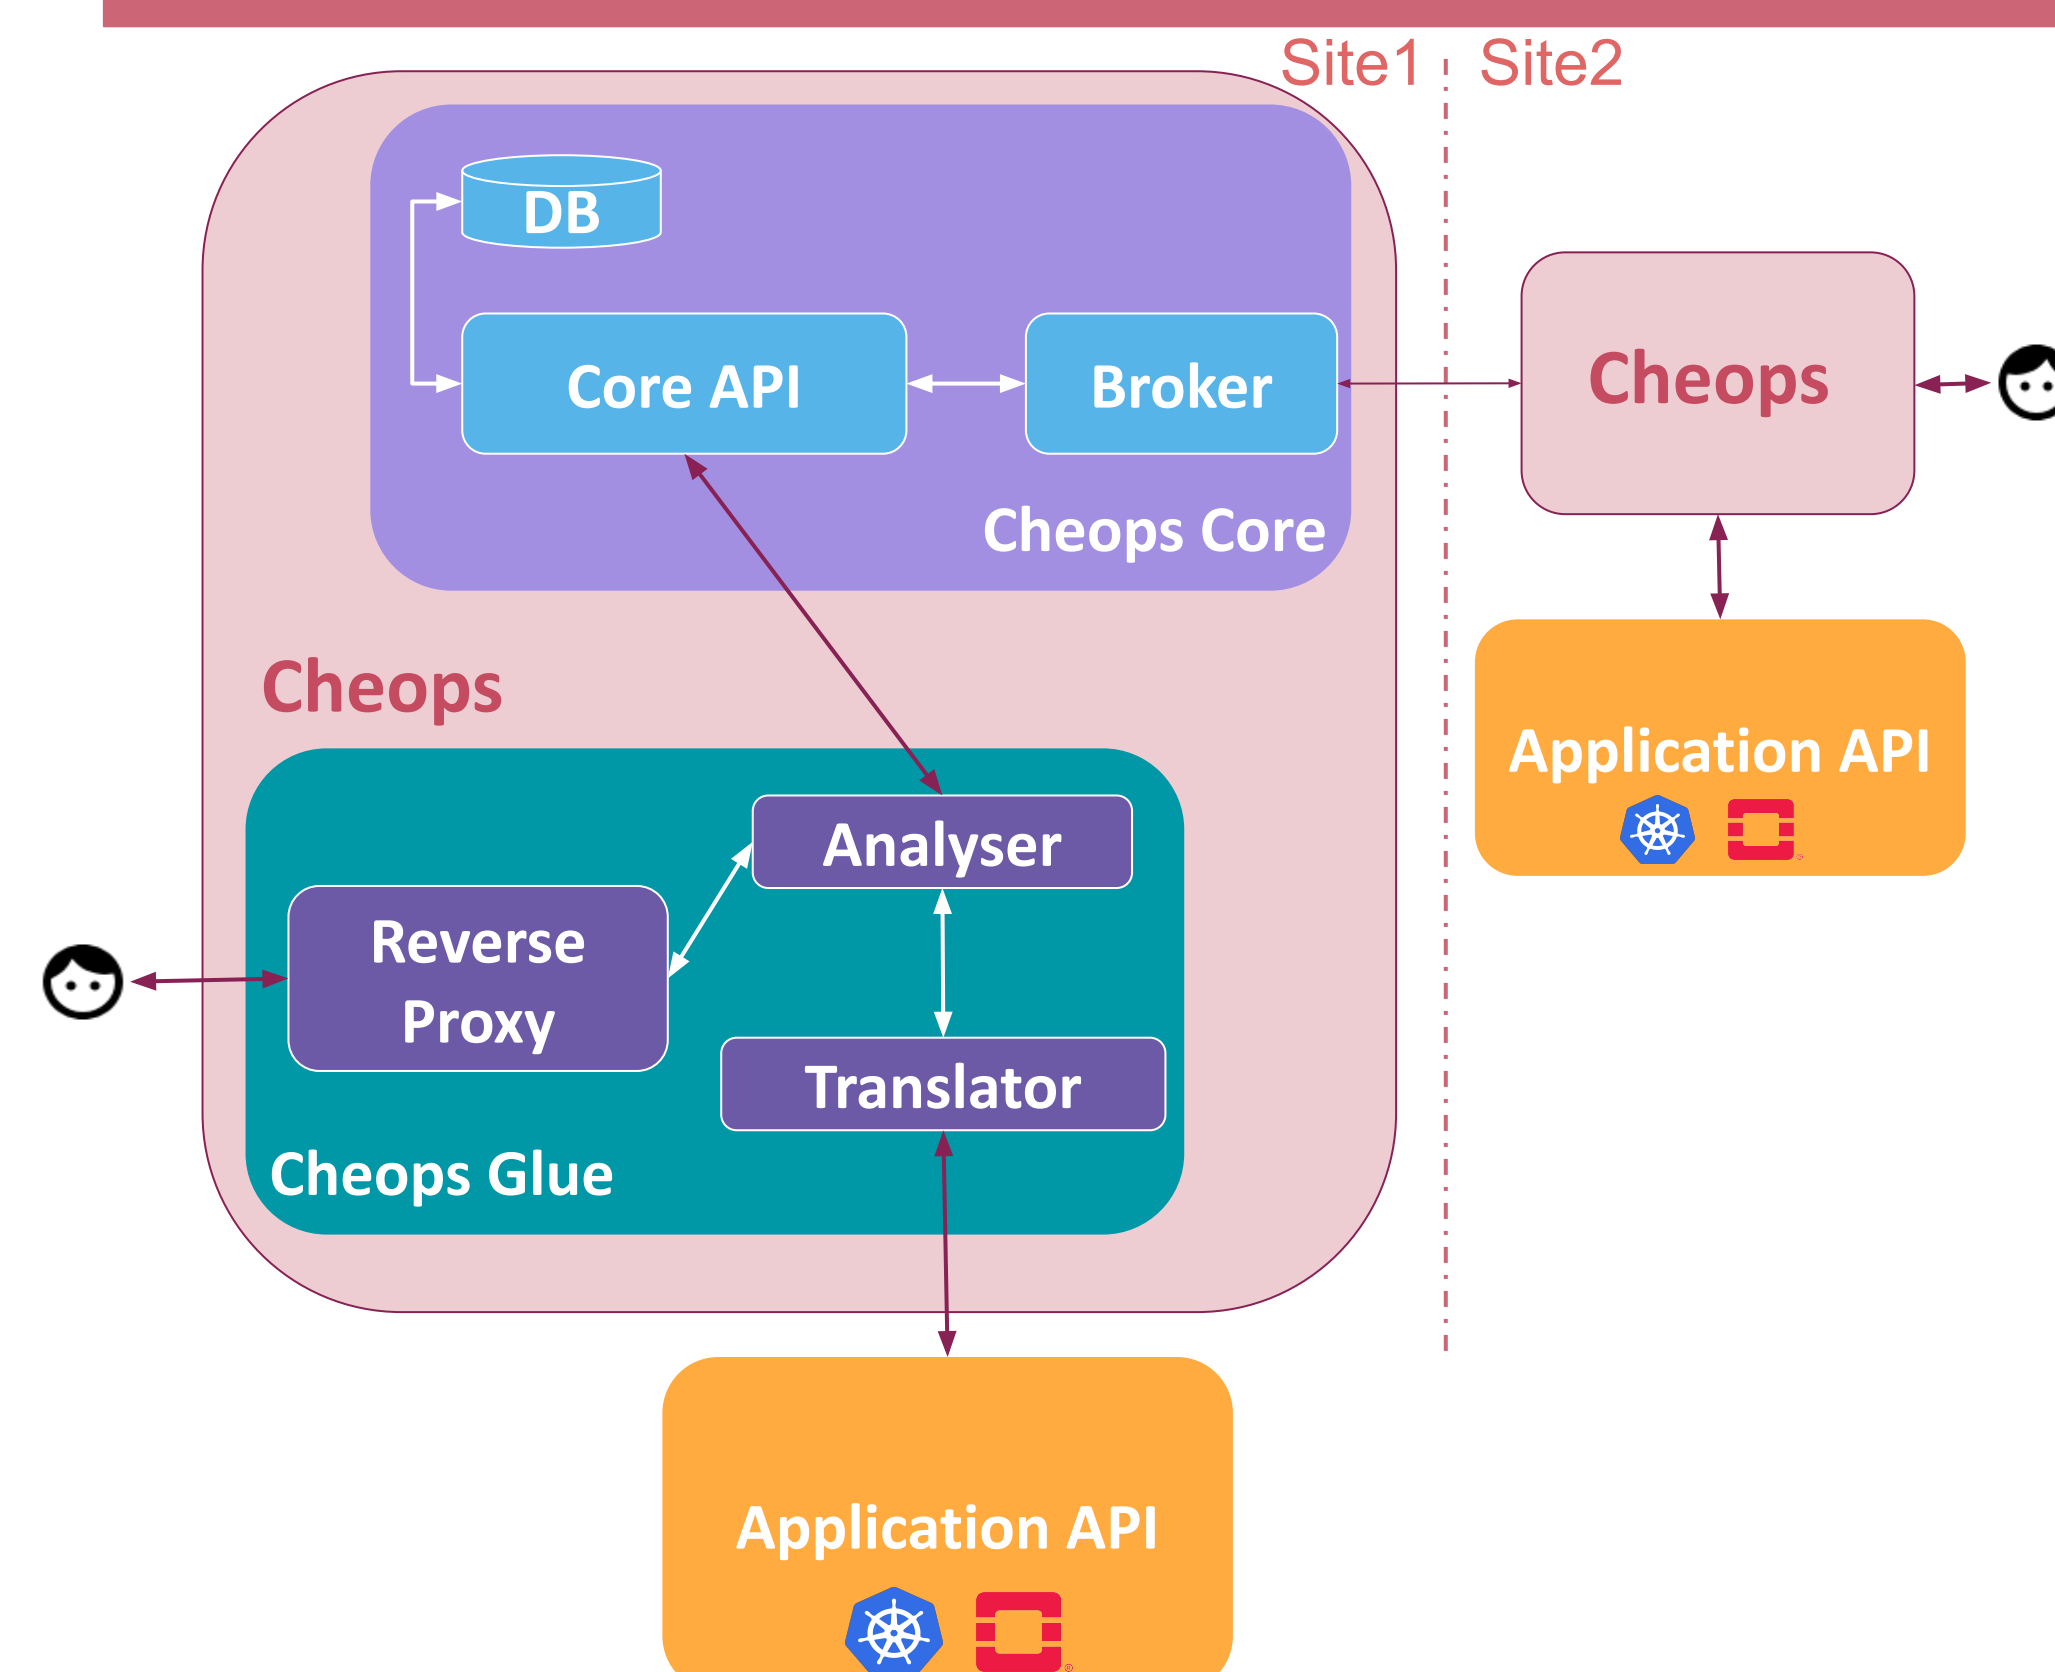 Site1
Site2
DB
Core API
Broker
Cheops Core
Cheops
Analyser
Reverse
Proxy
Translator
Cheops Glue
Application API
®
Cheops
Application API
®